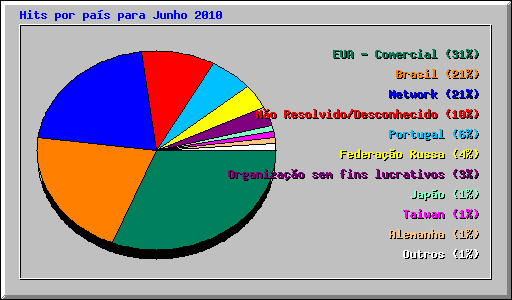 Hits por país para Junho 2010
EUA - Comercial (31%)
Brasil (21%)
Network (21%)
Não Resolvido/Desconhecido (10%)
Portugal (6%)
Federação Russa (4%)
Organização sem fins lucrativos (3%)
Japão (1%)
Taiwan (1%)
Alemanha (1%)
Outros (1%)